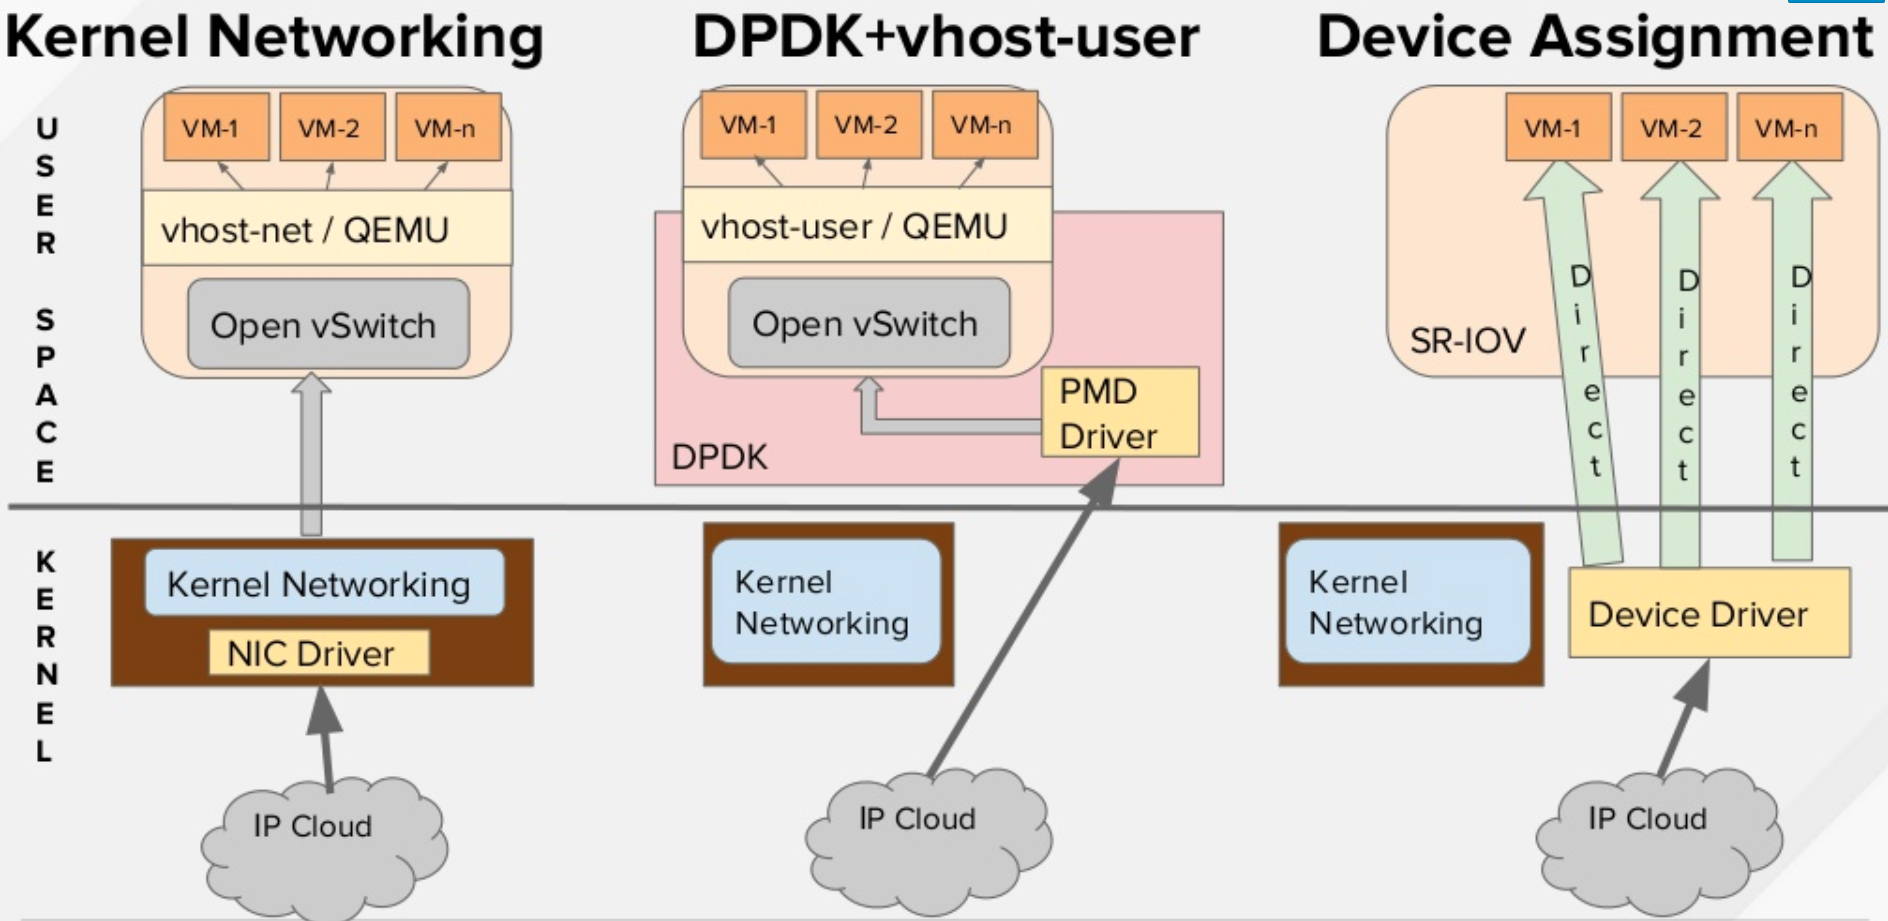 Kernel Networking
DPDK+vhost-user
Device Assignment
USER SPACE
KERNEL
VM-1
VM-2
VM-n
vhost-net / QEMU
Open vSwitch
Kernel Networking
NIC Driver
IP Cloud
VM-1
VM-2
VM-n
vhost-user / QEMU
Open vSwitch
PMD
Driver
DPDK
Kernel
Networking
IP Cloud
VM-1
VM-2
VM-n
Direct
Direct
Direct
SR-IOV
Kernel
Networking
Device Driver
IP Cloud